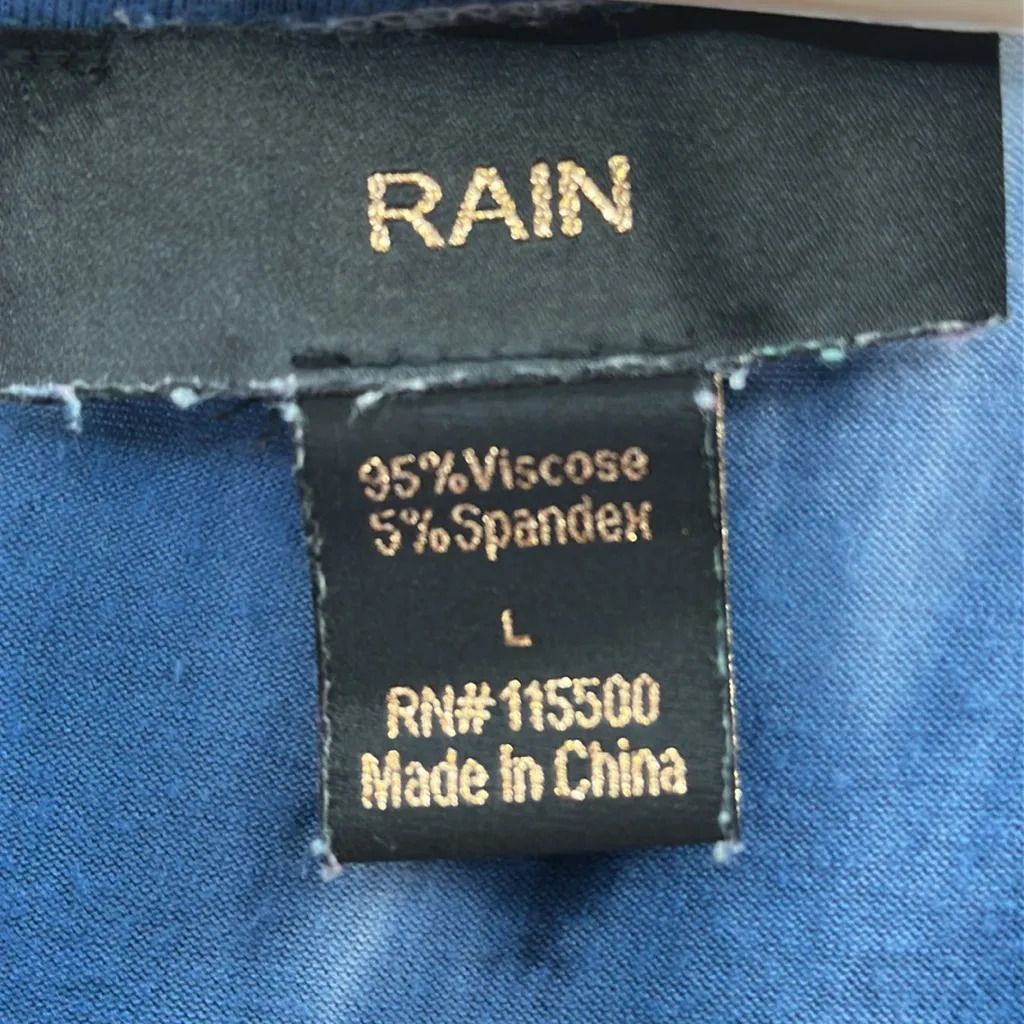 RAIN
95%Viscose
5%Spandex
L
RN#115500
Made In China